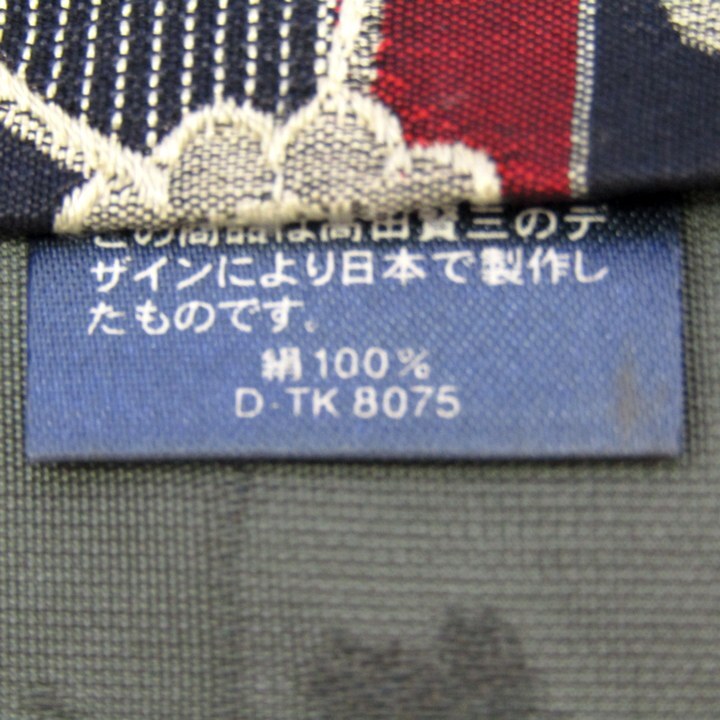 この商品は高田賢三のデ
ザインにより日本で製作し
たものです。
絹100%
D·TK 8075